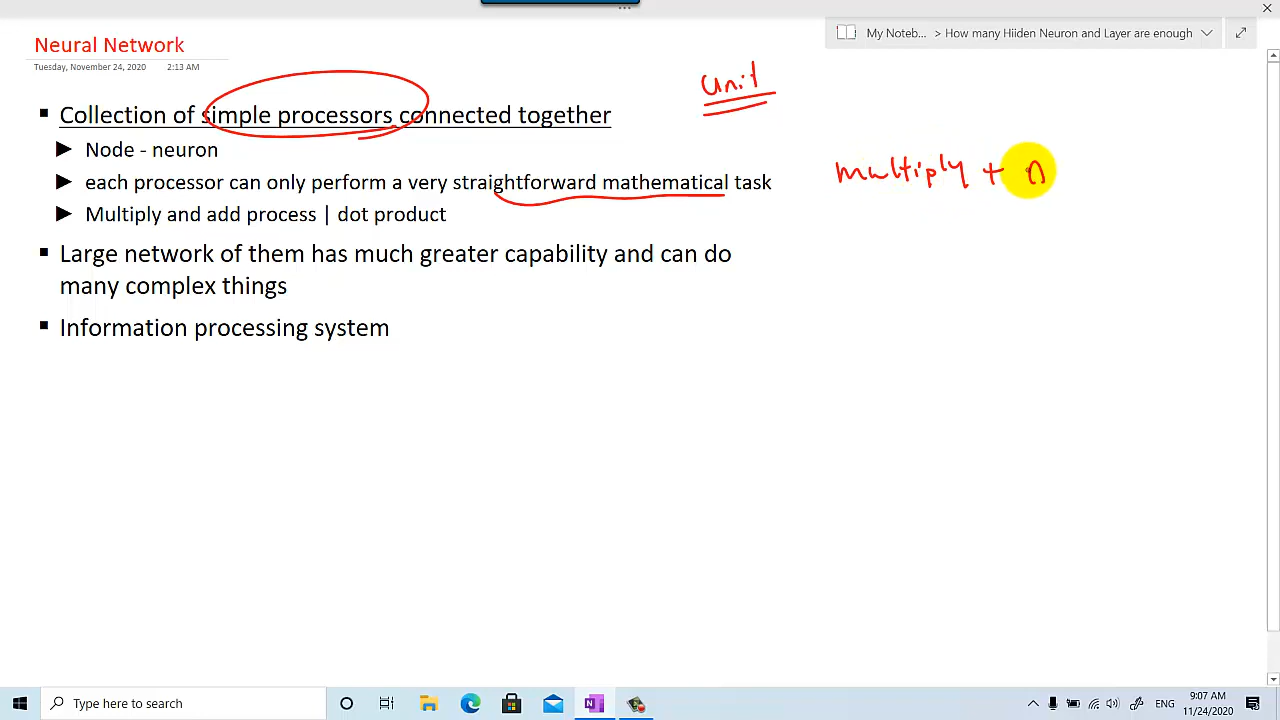 My Noteb... > How many Hiiden Neuron and Layer are enough
Neural Network
Tuesday, November 24, 2020 2:13 AM
unit
▪ Collection of simple processors connected together
► Node - neuron
multiply +
► each processor can only perform a very straightforward mathematical task
► Multiply and add process | dot product
▪ Large network of them has much greater capability and can do
many complex things
▪ Information processing system
Type here to search
ENG
9:07 AM
11/24/2020